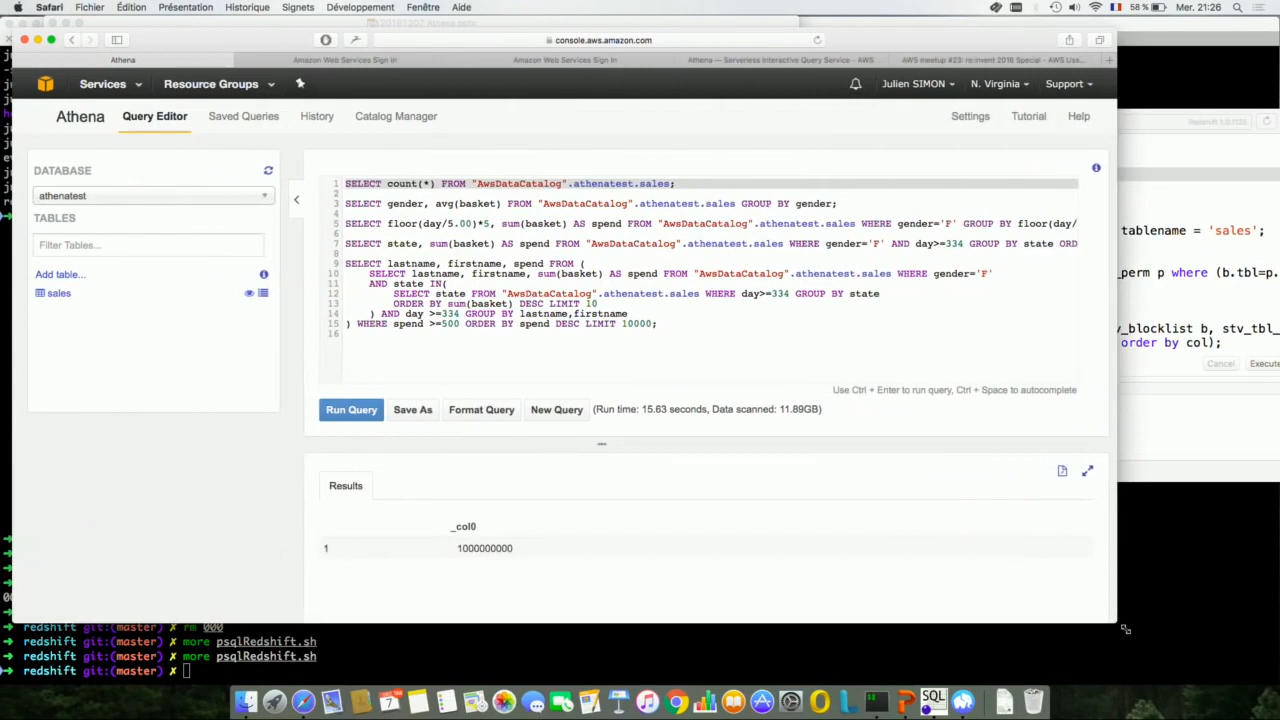 Safari Fichier Édition Présentation Historique Signets Développement Fenêtre Aide 58 % Mer. 21:26
console.aws.amazon.com
Athena Amazon Web Services Sign In Amazon Web Services Sign In Athena — Serverless Interactive Query Service - AWS AWS meetup #23: re:invent 2016 Special - AWS Use...
Services Resource Groups Julien SIMON N. Virginia Support
Athena Query Editor Saved Queries History Catalog Manager Settings Tutorial Help
DATABASE
athenatest
TABLES
Filter Tables...
Add table...
sales
1 SELECT count(*) FROM "AwsDataCatalog".athenatest.sales;
2
3 SELECT gender, avg(basket) FROM "AwsDataCatalog".athenatest.sales GROUP BY gender;
4
5 SELECT floor(day/5.00)*5, sum(basket) AS spend FROM "AwsDataCatalog".athenatest.sales WHERE gender='F' GROUP BY floor(day/
6
7 SELECT state, sum(basket) AS spend FROM "AwsDataCatalog".athenatest.sales WHERE gender='F' AND day>=334 GROUP BY state ORD
8
9 SELECT lastname, firstname, spend FROM (
10 SELECT lastname, firstname, sum(basket) AS spend FROM "AwsDataCatalog".athenatest.sales WHERE gender='F'
11 AND state IN(
12 SELECT state FROM "AwsDataCatalog".athenatest.sales WHERE day>=334 GROUP BY state
13 ORDER BY sum(basket) DESC LIMIT 10
14 ) AND day >=334 GROUP BY lastname,firstname
15 ) WHERE spend >=500 ORDER BY spend DESC LIMIT 10000;
16
Use Ctrl + Enter to run query, Ctrl + Space to autocomplete
Run Query Save As Format Query New Query (Run time: 15.63 seconds, Data scanned: 11.89GB)
Results
_col0
1 1000000000
tablename = 'sales';
_perm p where (b.tbl=p.
_blocklist b, stv_tbl_
order by col);
Cancel Execute
redshift git:(master) ✗ rm 000
redshift git:(master) ✗ more psqlRedshift.sh
redshift git:(master) ✗ more psqlRedshift.sh
redshift git:(master) ✗
7
SQL